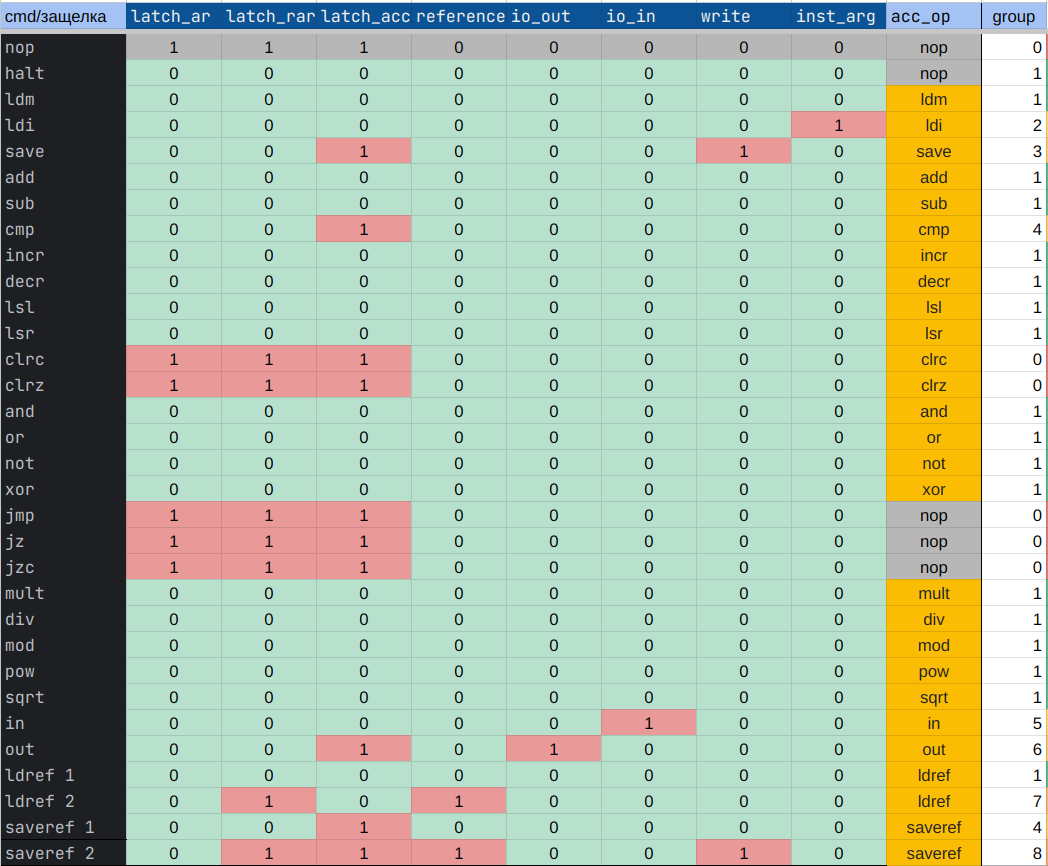 cmd/защелка latch_ar latch_rar latch_acc reference io_out io_in write inst_arg acc_op group
nop 1 1 1 0 0 0 0 0 nop 0
halt 0 0 0 0 0 0 0 0 nop 1
ldm 0 0 0 0 0 0 0 0 ldm 1
ldi 0 0 0 0 0 0 0 1 ldi 2
save 0 0 1 0 0 0 1 0 save 3
add 0 0 0 0 0 0 0 0 add 1
sub 0 0 0 0 0 0 0 0 sub 1
cmp 0 0 1 0 0 0 0 0 cmp 4
incr 0 0 0 0 0 0 0 0 incr 1
decr 0 0 0 0 0 0 0 0 decr 1
lsl 0 0 0 0 0 0 0 0 lsl 1
lsr 0 0 0 0 0 0 0 0 lsr 1
clrc 1 1 1 0 0 0 0 0 clrc 0
clrz 1 1 1 0 0 0 0 0 clrz 0
and 0 0 0 0 0 0 0 0 and 1
or 0 0 0 0 0 0 0 0 or 1
not 0 0 0 0 0 0 0 0 not 1
xor 0 0 0 0 0 0 0 0 xor 1
jmp 1 1 1 0 0 0 0 0 nop 0
jz 1 1 1 0 0 0 0 0 nop 0
jzc 1 1 1 0 0 0 0 0 nop 0
mult 0 0 0 0 0 0 0 0 mult 1
div 0 0 0 0 0 0 0 0 div 1
mod 0 0 0 0 0 0 0 0 mod 1
pow 0 0 0 0 0 0 0 0 pow 1
sqrt 0 0 0 0 0 0 0 0 sqrt 1
in 0 0 0 0 0 1 0 0 in 5
out 0 0 1 0 1 0 0 0 out 6
ldref 1 0 0 0 0 0 0 0 0 ldref 1
ldref 2 0 1 0 1 0 0 0 0 ldref 7
saveref 1 0 0 1 0 0 0 0 0 saveref 4
saveref 2 0 1 1 1 0 0 1 0 saveref 8